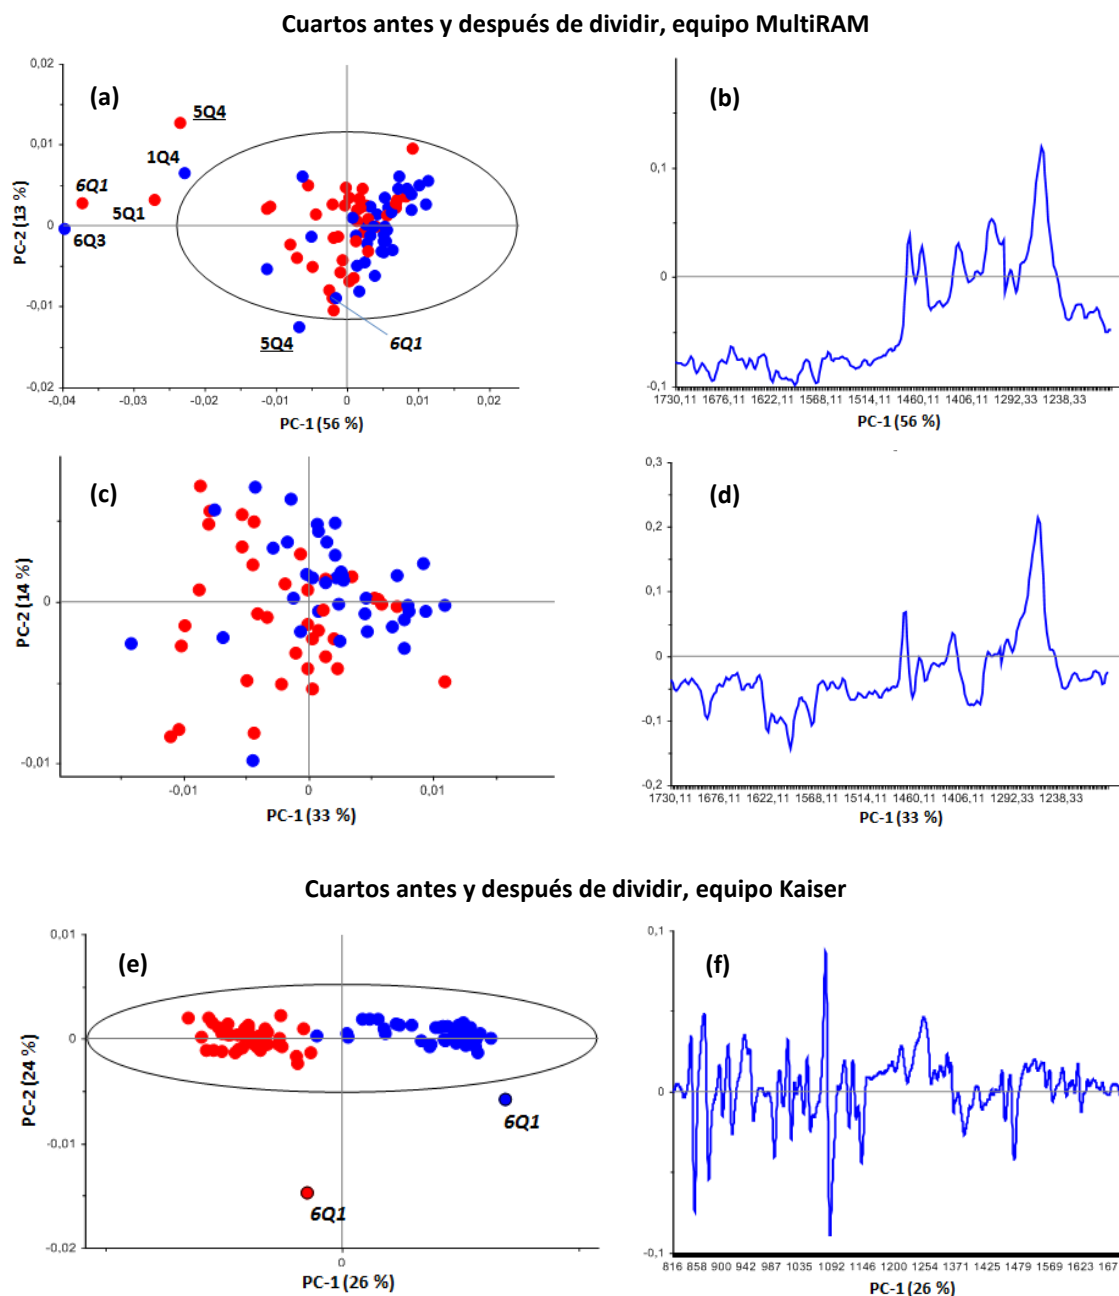 Cuartos antes y después de dividir, equipo MultiRAM
(a)
0,02
0,01
0
-0,01
-0,02
PC-2 (13 %)
5Q4
1Q4
6Q1
5Q1
6Q3
5Q4
6Q1
-0,04 -0,03 -0,02 -0,01 0 0,01 0,02
PC-1 (56 %)
(b)
0,1
0
-0,1
1730,11 1676,11 1622,11 1568,11 1514,11 1460,11 1406,11 1292,33 1238,33
PC-1 (56 %)
(c)
0,01
0
-0,01
PC-2 (14 %)
-0,01 0 0,01
PC-1 (33 %)
(d)
0,3
0,2
0,1
0
-0,1
-0,2
1730,11 1676,11 1622,11 1568,11 1514,11 1460,11 1406,11 1292,33 1238,33
PC-1 (33 %)
Cuartos antes y después de dividir, equipo Kaiser
(e)
0,01
0
-0,01
-0,02
PC-2 (24 %)
6Q1
6Q1
0
PC-1 (26 %)
(f)
0,1
0
-0,1
816 858 900 942 987 1035 1092 1146 1200 1254 1371 1425 1479 1569 1623 167
PC-1 (26 %)